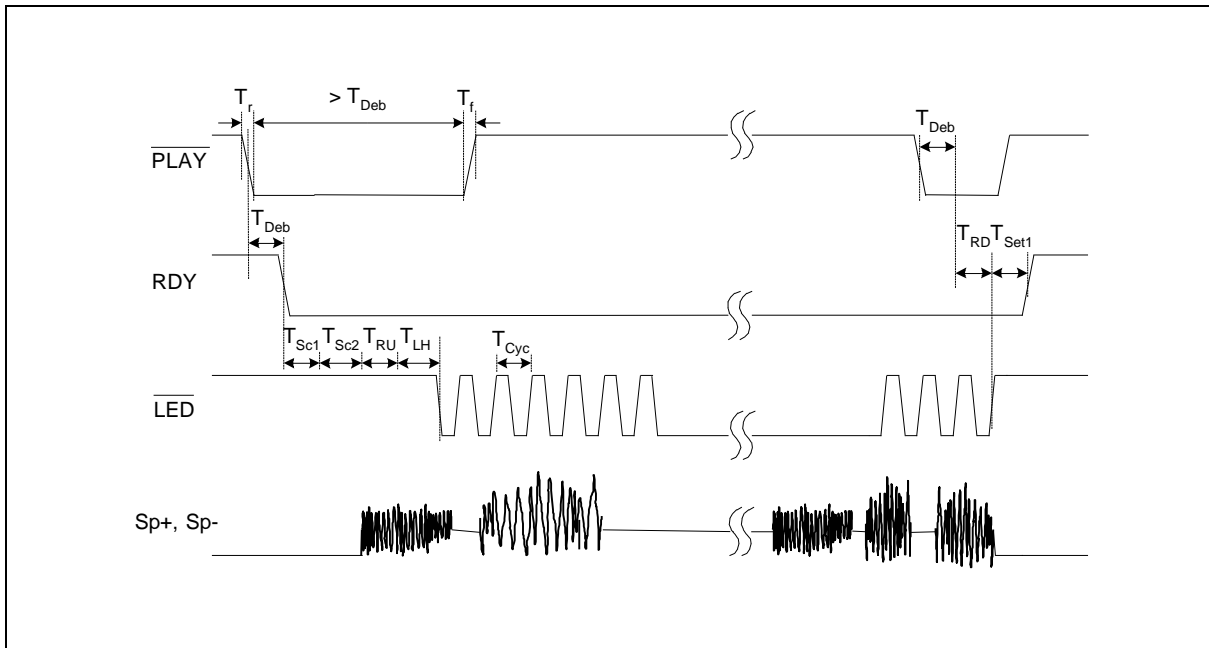 T_r
> T_Deb
T_f
T_Deb
PLAY
T_Deb
T_RD T_Set1
RDY
T_Sc1 T_Sc2 T_RU T_LH
T_Cyc
LED
Sp+, Sp-